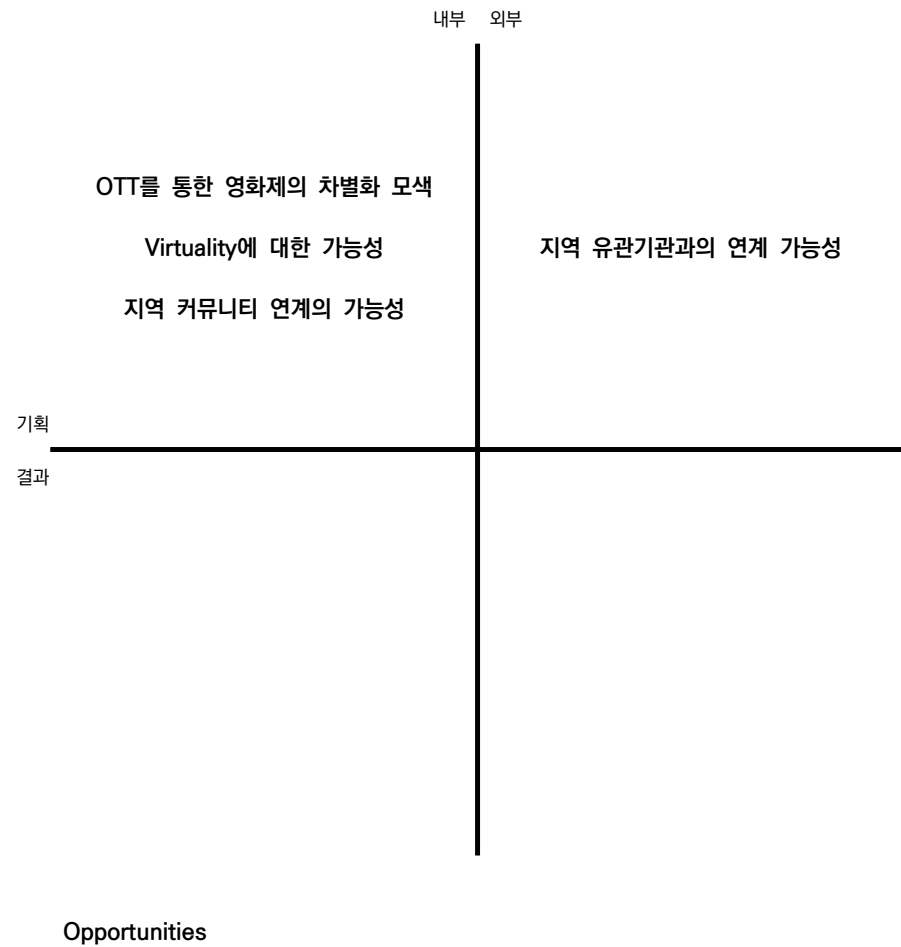 내부 외부
OTT를 통한 영화제의 차별화 모색
Virtuality에 대한 가능성
지역 커뮤니티 연계의 가능성
지역 유관기관과의 연계 가능성
기획
결과
Opportunities